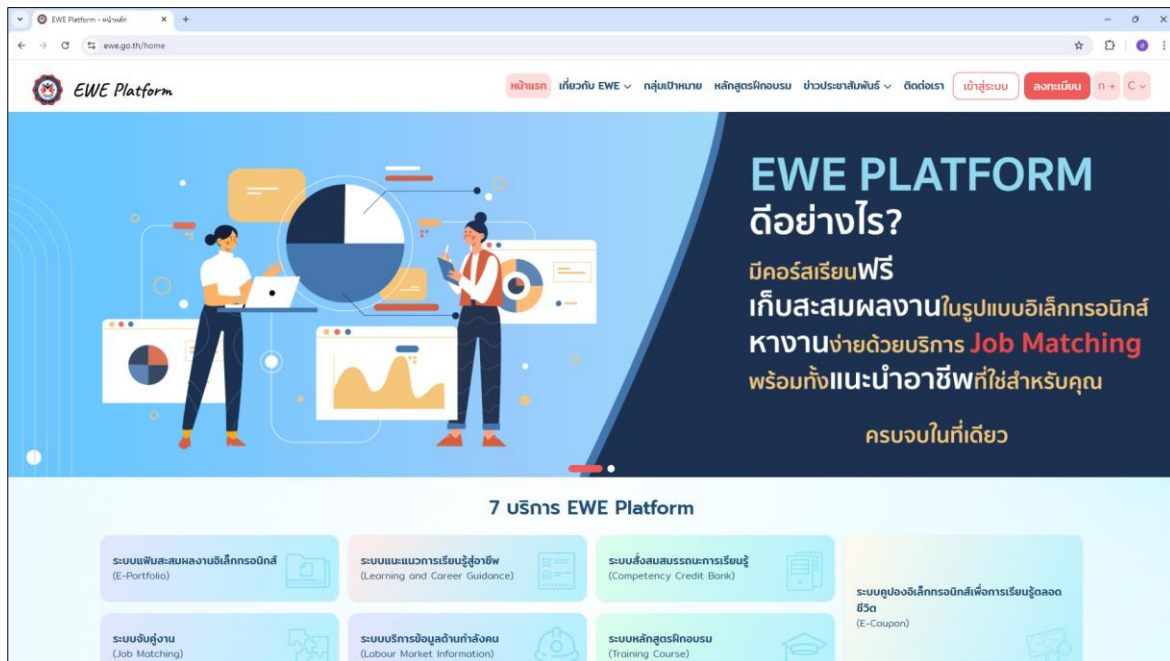 EWE Platform - หน้าหลัก
ewe.go.th/home
EWE Platform
หน้าแรก เกี่ยวกับ EWE กลุ่มเป้าหมาย หลักสูตรฝึกอบรม ข่าวประชาสัมพันธ์ ติดต่อเรา เข้าสู่ระบบ ลงทะเบียน ก + C
EWE PLATFORM
ดีอย่างไร?
มีคอร์สเรียนฟรี
เก็บสะสมผลงานในรูปแบบอิเล็กทรอนิกส์
หางานง่ายด้วยบริการ Job Matching
พร้อมทั้งแนะนำอาชีพที่ใช่สำหรับคุณ
ครบจบในที่เดียว
7 บริการ EWE Platform
ระบบแฟ้มสะสมผลงานอิเล็กทรอนิกส์
(E-Portfolio)
ระบบแนะแนวการเรียนรู้สู่อาชีพ
(Learning and Career Guidance)
ระบบสั่งสมสมรรถนะการเรียนรู้
(Competency Credit Bank)
ระบบคูปองอิเล็กทรอนิกส์เพื่อการเรียนรู้ตลอด
ชีวิต
(E-Coupon)
ระบบจับคู่งาน
(Job Matching)
ระบบบริการข้อมูลด้านกำลังคน
(Labour Market Information)
ระบบหลักสูตรฝึกอบรม
(Training Course)